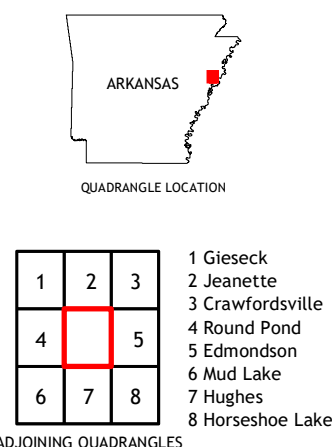 ARKANSAS
QUADRANGLE LOCATION
1 2 3
4 5
6 7 8
1 Gieseck
2 Jeanette
3 Crawfordsville
4 Round Pond
5 Edmondson
6 Mud Lake
7 Hughes
8 Horseshoe Lake
ADJOINING QUADRANGLES